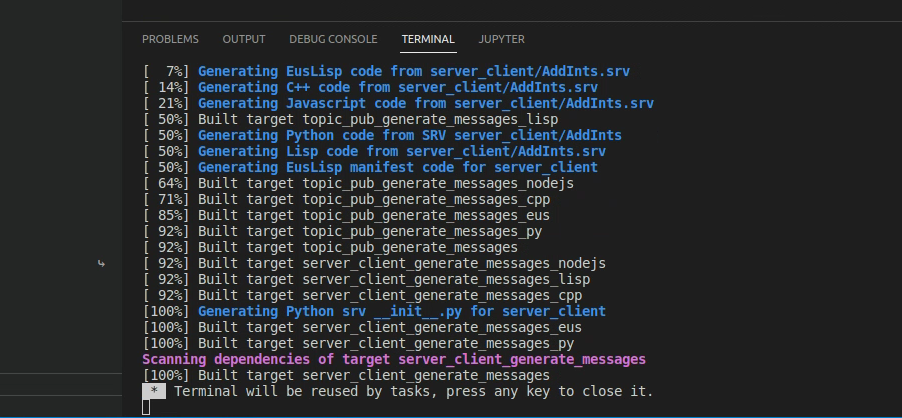 PROBLEMS OUTPUT DEBUG CONSOLE TERMINAL JUPYTER
[  7%] Generating EusLisp code from server_client/AddInts.srv
[ 14%] Generating C++ code from server_client/AddInts.srv
[ 21%] Generating Javascript code from server_client/AddInts.srv
[ 50%] Built target topic_pub_generate_messages_lisp
[ 50%] Generating Python code from SRV server_client/AddInts
[ 50%] Generating Lisp code from server_client/AddInts.srv
[ 50%] Generating EusLisp manifest code for server_client
[ 64%] Built target topic_pub_generate_messages_nodejs
[ 71%] Built target topic_pub_generate_messages_cpp
[ 85%] Built target topic_pub_generate_messages_eus
[ 92%] Built target topic_pub_generate_messages_py
[ 92%] Built target topic_pub_generate_messages
[ 92%] Built target server_client_generate_messages_nodejs
[ 92%] Built target server_client_generate_messages_lisp
[ 92%] Built target server_client_generate_messages_cpp
[100%] Generating Python srv __init__.py for server_client
[100%] Built target server_client_generate_messages_eus
[100%] Built target server_client_generate_messages_py
Scanning dependencies of target server_client_generate_messages
[100%] Built target server_client_generate_messages
 *  Terminal will be reused by tasks, press any key to close it.